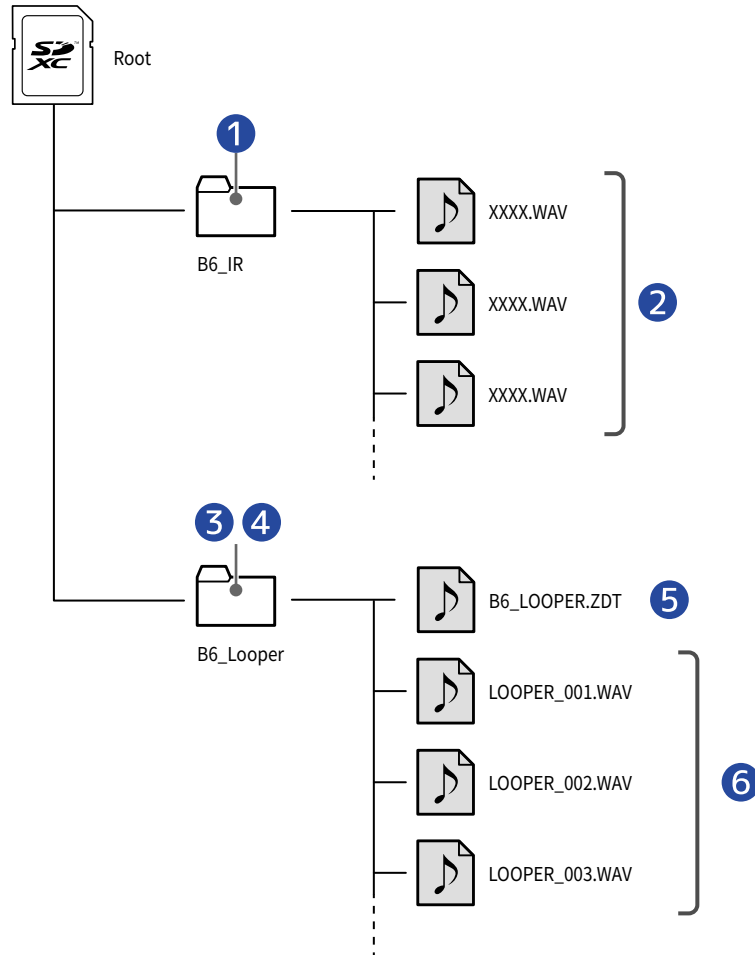 SD XC ™
Root
1
B6_IR
XXXX.WAV
XXXX.WAV
2
XXXX.WAV
3 4
B6_Looper
B6_LOOPER.ZDT
5
LOOPER_001.WAV
LOOPER_002.WAV
6
LOOPER_003.WAV